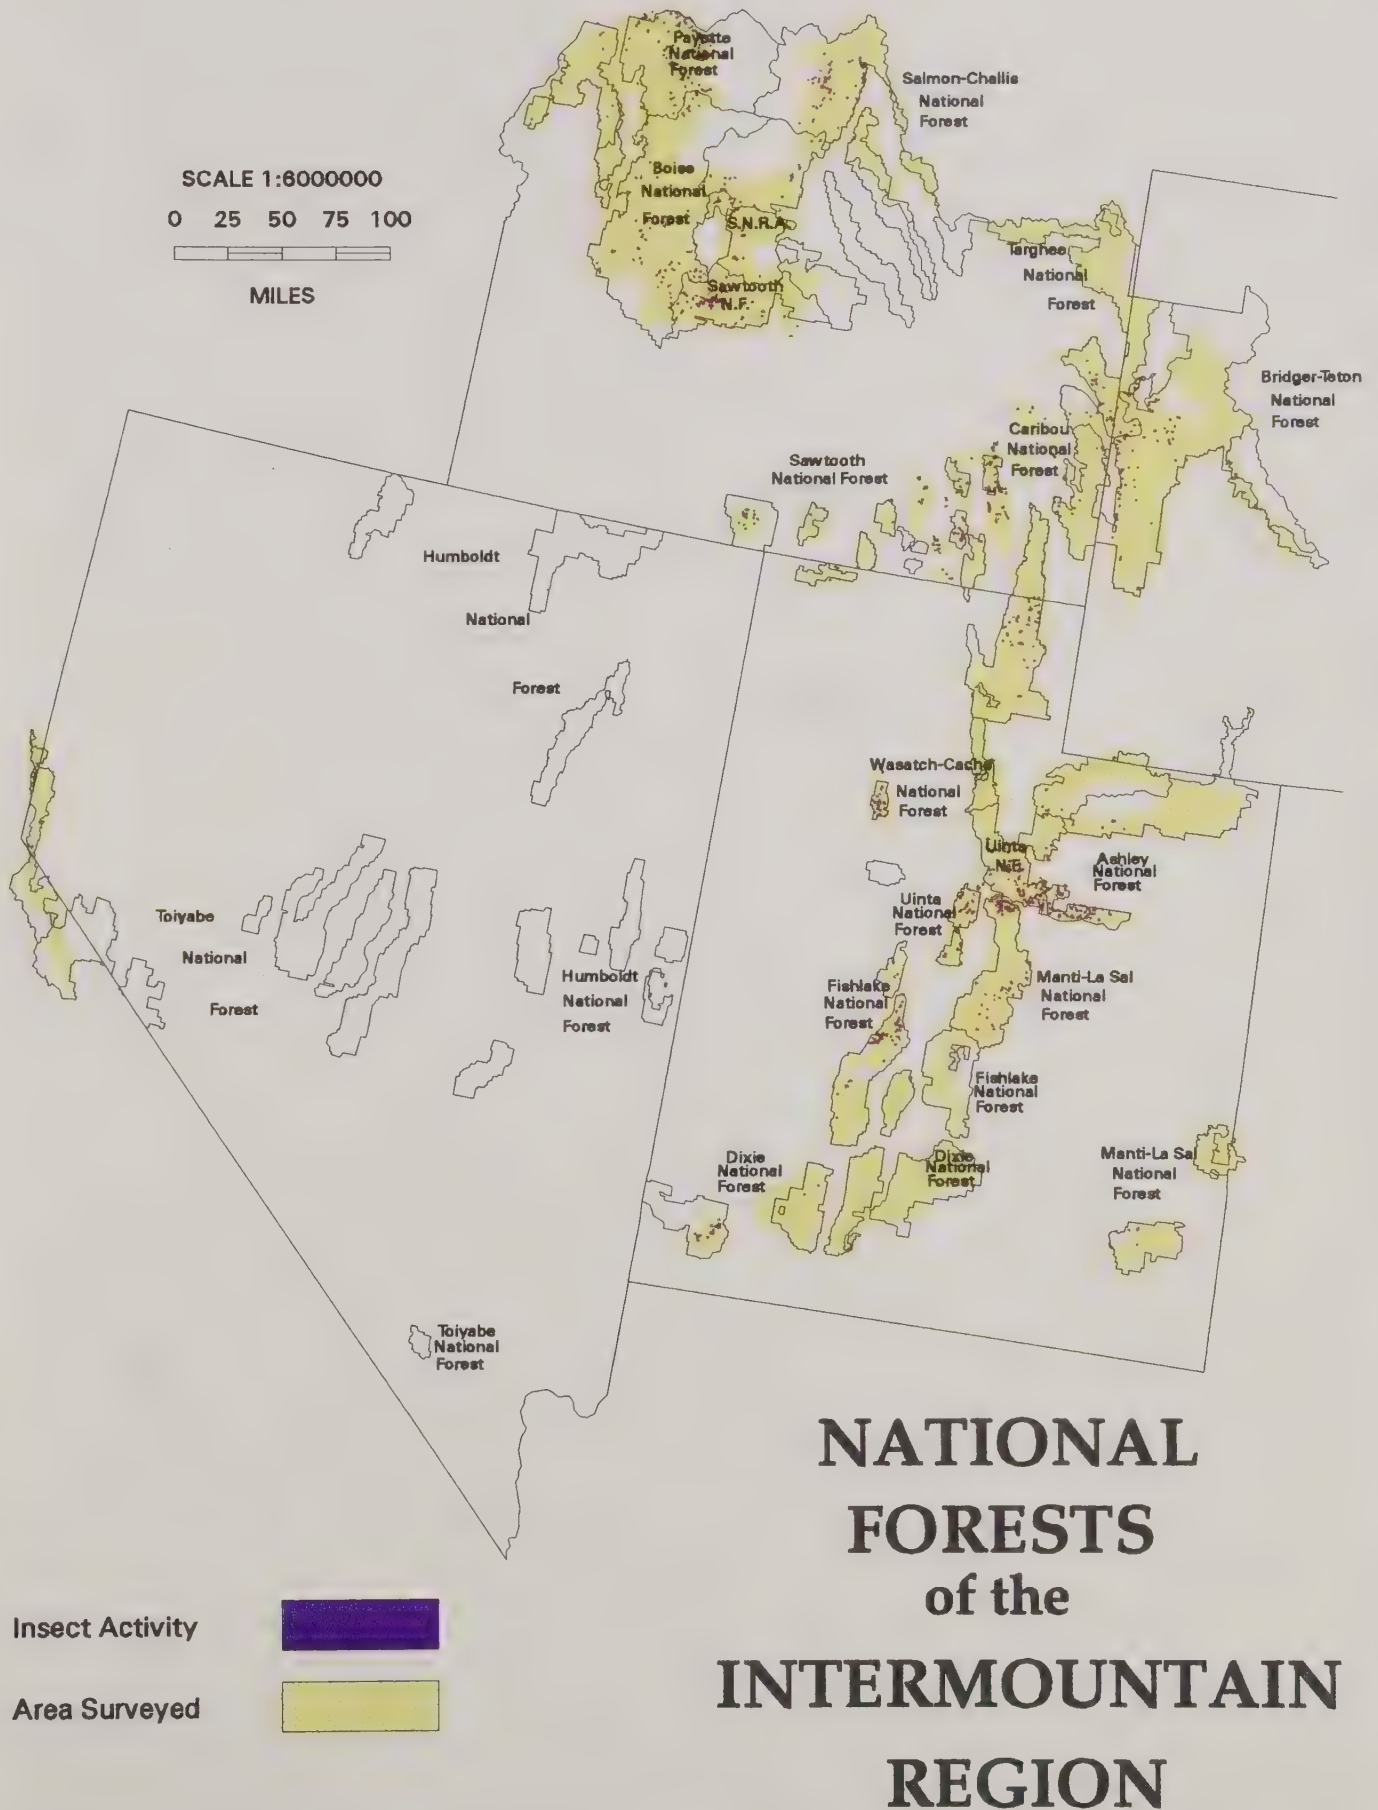 Payette
National
Forest
Salmon-Challis
National
Forest
SCALE 1:6000000
0 25 50 75 100
MILES
Boise
National
Forest
S.N.R.A.
Sawtooth
N.F.
Targhee
National
Forest
Bridger-Teton
National
Forest
Caribou
National
Forest
Sawtooth
National Forest
Humboldt
National
Forest
Wasatch-Cache
National
Forest
Uinta
N.F.
Ashley
National
Forest
Uinta
National
Forest
Toiyabe
National
Forest
Humboldt
National
Forest
Fishlake
National
Forest
Manti-La Sal
National
Forest
Fishlake
National
Forest
Dixie
National
Forest
Dixie
National
Forest
Manti-La Sal
National
Forest
Toiyabe
National
Forest
NATIONAL
FORESTS
of the
INTERMOUNTAIN
REGION
Insect Activity
Area Surveyed